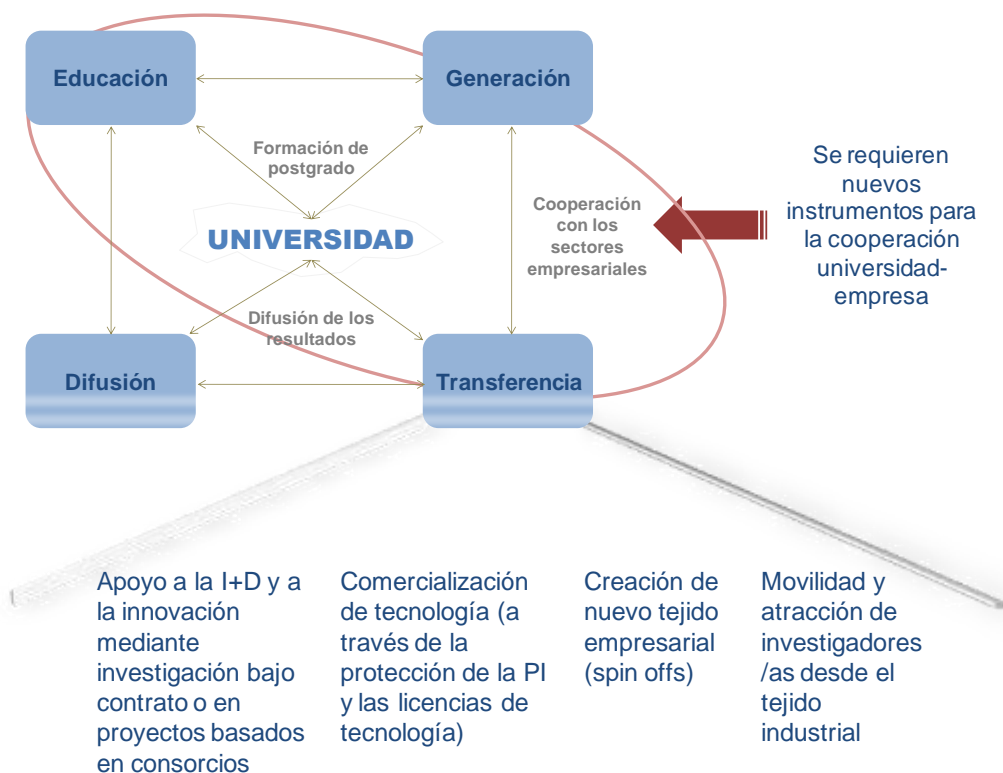 Educación
Generación
Formación de
postgrado
Se requieren
nuevos
instrumentos para
la cooperación
universidad-
empresa
Cooperación
con los
sectores
empresariales
UNIVERSIDAD
Difusión de los
resultados
Difusión
Transferencia
Apoyo a la I+D y a
la innovación
mediante
investigación bajo
contrato o en
proyectos basados
en consorcios
Comercialización
de tecnología (a
través de la
protección de la PI
y las licencias de
tecnología)
Creación de
nuevo tejido
empresarial
(spin offs)
Movilidad y
atracción de
investigadores
/as desde el
tejido
industrial